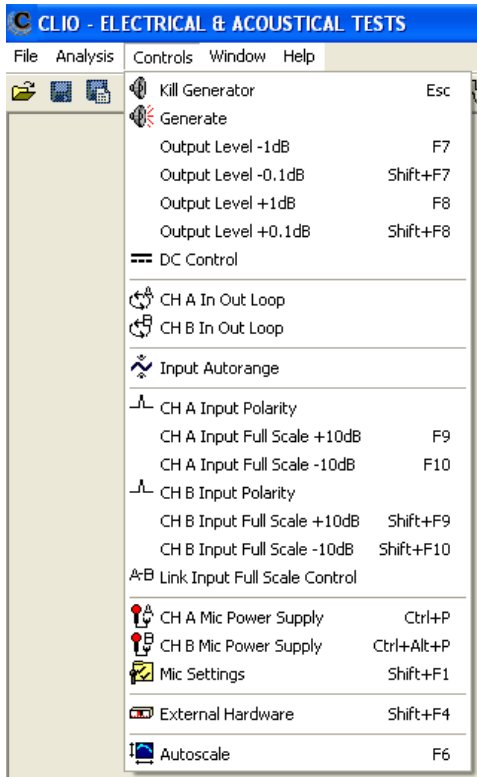 CLIO - ELECTRICAL & ACOUSTICAL TESTS
File Analysis Controls Window Help
Kill Generator Esc
Generate
Output Level -1dB F7
Output Level -0.1dB Shift+F7
Output Level +1dB F8
Output Level +0.1dB Shift+F8
DC Control
CH A In Out Loop
CH B In Out Loop
Input Autorange
CH A Input Polarity
CH A Input Full Scale +10dB F9
CH A Input Full Scale -10dB F10
CH B Input Polarity
CH B Input Full Scale +10dB Shift+F9
CH B Input Full Scale -10dB Shift+F10
A-B Link Input Full Scale Control
CH A Mic Power Supply Ctrl+P
CH B Mic Power Supply Ctrl+Alt+P
Mic Settings Shift+F1
External Hardware Shift+F4
Autoscale F6